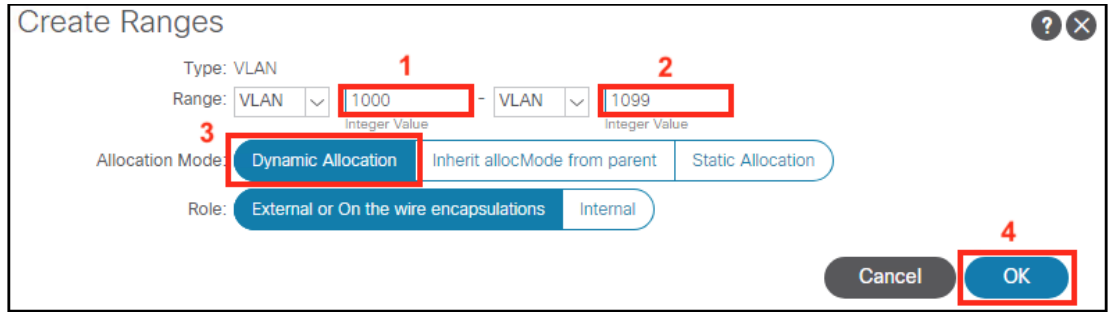 Create Ranges ? X
Type: VLAN
1 2
Range: VLAN 1000 - VLAN 1099
Integer Value Integer Value
3
Allocation Mode: Dynamic Allocation Inherit allocMode from parent Static Allocation
Role: External or On the wire encapsulations Internal
4
Cancel OK